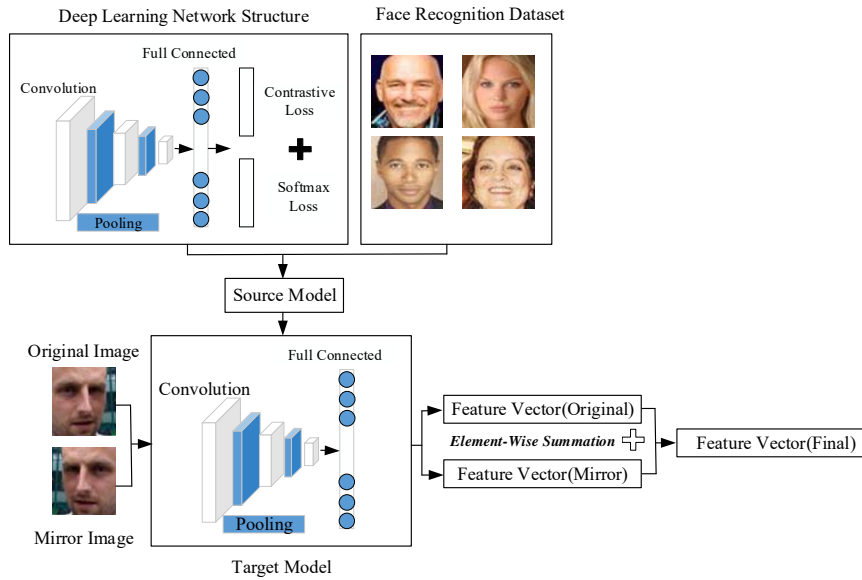 Deep Learning Network Structure
Face Recognition Dataset
Full Connected
Convolution
Contrastive
Loss
Softmax
Loss
Pooling
Source Model
Original Image
Full Connected
Convolution
Feature Vector(Original)
Element-Wise Summation
Feature Vector(Final)
Feature Vector(Mirror)
Pooling
Mirror Image
Target Model